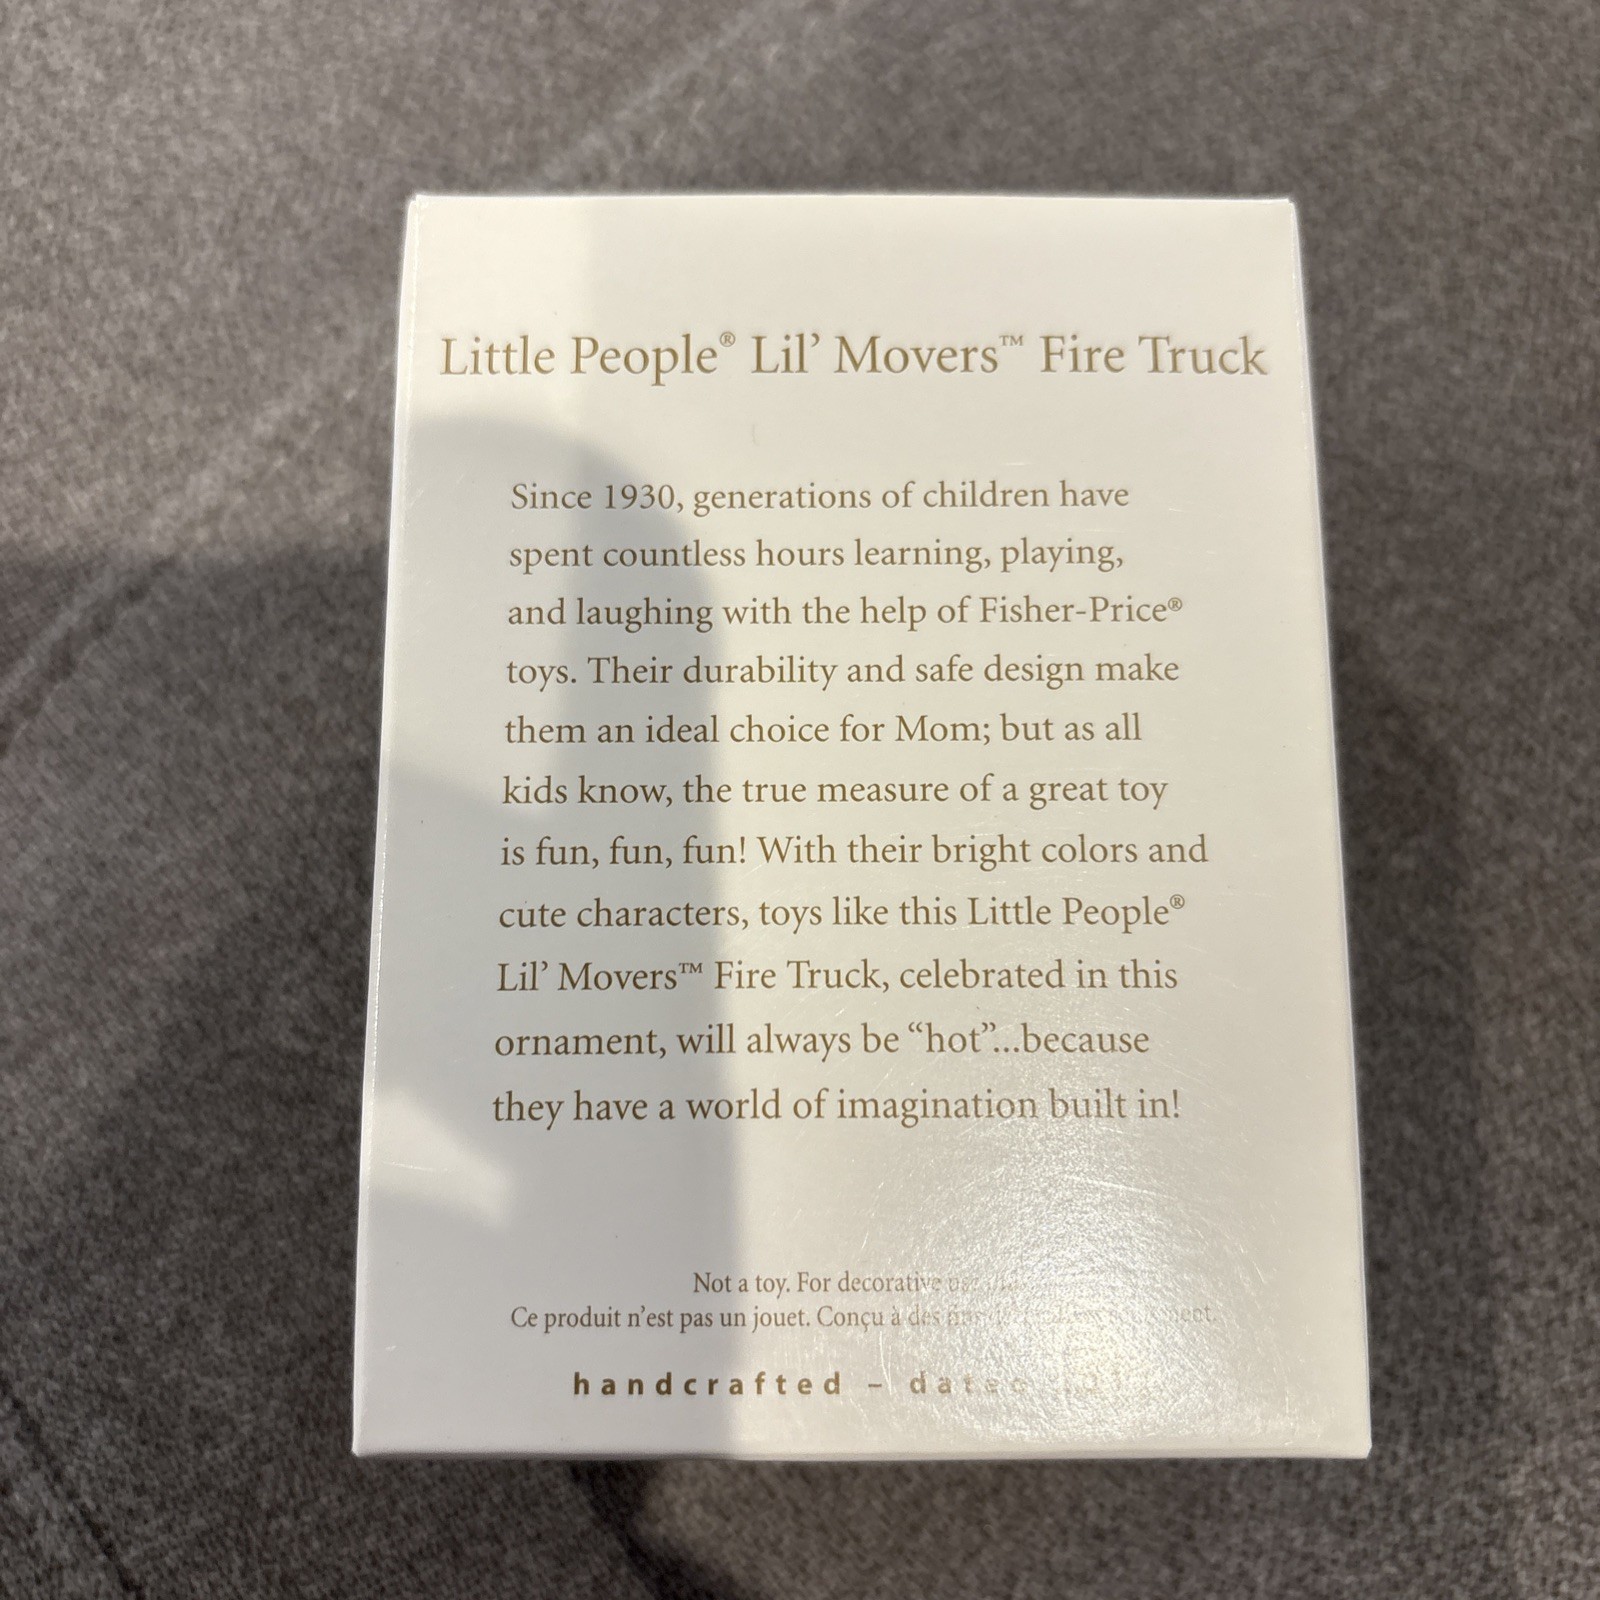 Little People® Lil’ Movers™ Fire Truck
Since 1930, generations of children have
spent countless hours learning, playing,
and laughing with the help of Fisher-Price®
toys. Their durability and safe design make
them an ideal choice for Mom; but as all
kids know, the true measure of a great toy
is fun, fun, fun! With their bright colors and
cute characters, toys like this Little People®
Lil’ Movers™ Fire Truck, celebrated in this
ornament, will always be “hot”...because
they have a world of imagination built in!
Not a toy. For decorative
Ce produit n’est pas un jouet. Conçu à des
handcrafted – dated